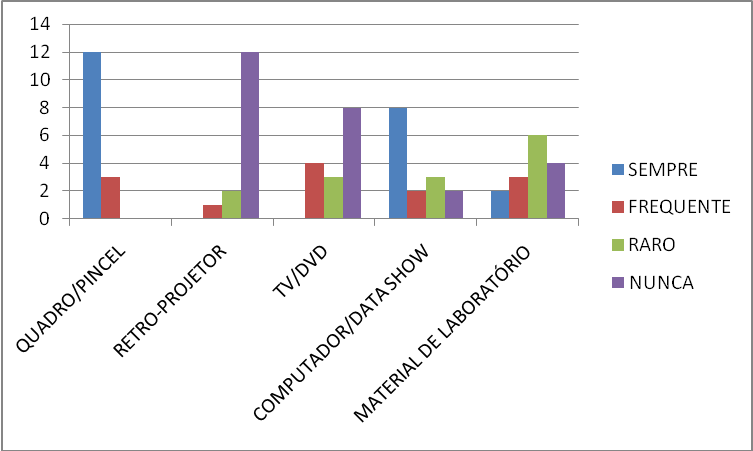 14
12
10
8
6
4
2
0
QUADRO/PINCEL
RETRO-PROJETOR
TV/DVD
COMPUTADOR/DATA SHOW
MATERIAL DE LABORATÓRIO
SEMPRE
FREQUENTE
RARO
NUNCA